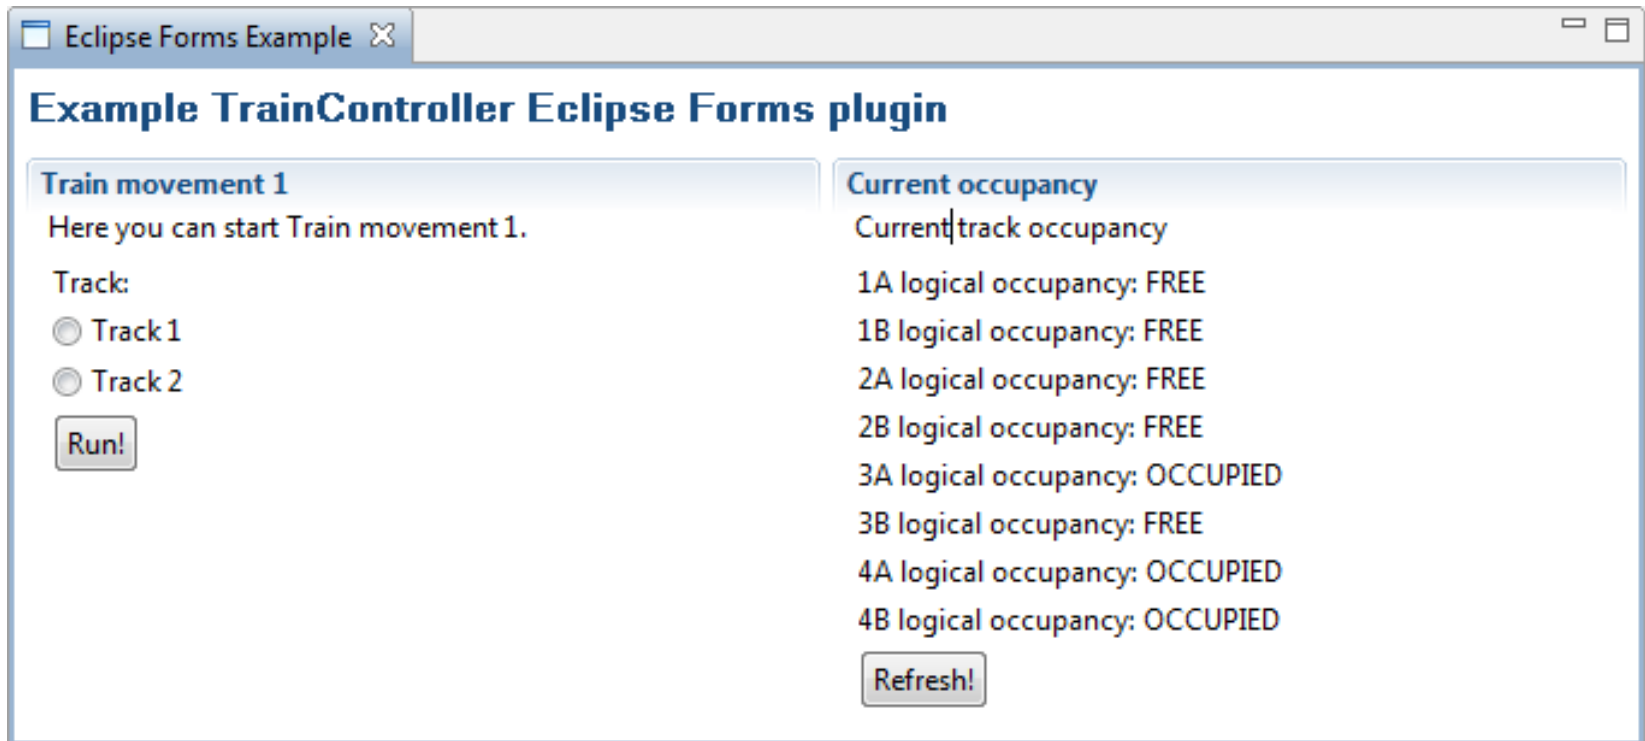 Eclipse Forms Example
Example TrainController Eclipse Forms plugin
Train movement 1
Here you can start Train movement 1.
Track:
Track 1
Track 2
Run!
Current occupancy
Current track occupancy
1A logical occupancy: FREE
1B logical occupancy: FREE
2A logical occupancy: FREE
2B logical occupancy: FREE
3A logical occupancy: OCCUPIED
3B logical occupancy: FREE
4A logical occupancy: OCCUPIED
4B logical occupancy: OCCUPIED
Refresh!